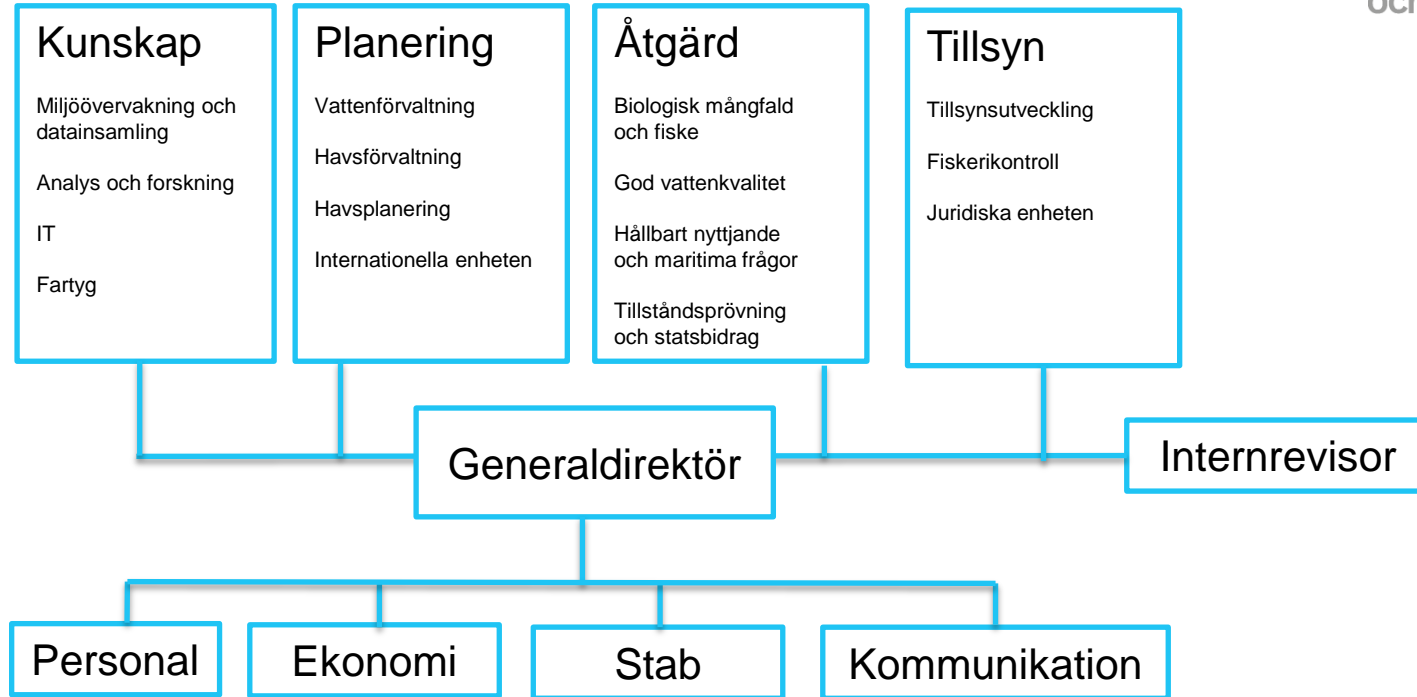 Kunskap
Miljöövervakning och
datainsamling
Analys och forskning
IT
Fartyg
Planering
Vattenförvaltning
Havsförvaltning
Havsplanering
Internationella enheten
Åtgärd
Biologisk mångfald
och fiske
God vattenkvalitet
Hållbart nyttjande
och maritima frågor
Tillståndsprövning
och statsbidrag
Tillsyn
Tillsynsutveckling
Fiskerikontroll
Juridiska enheten
Generaldirektör
Internrevisor
Personal
Ekonomi
Stab
Kommunikation